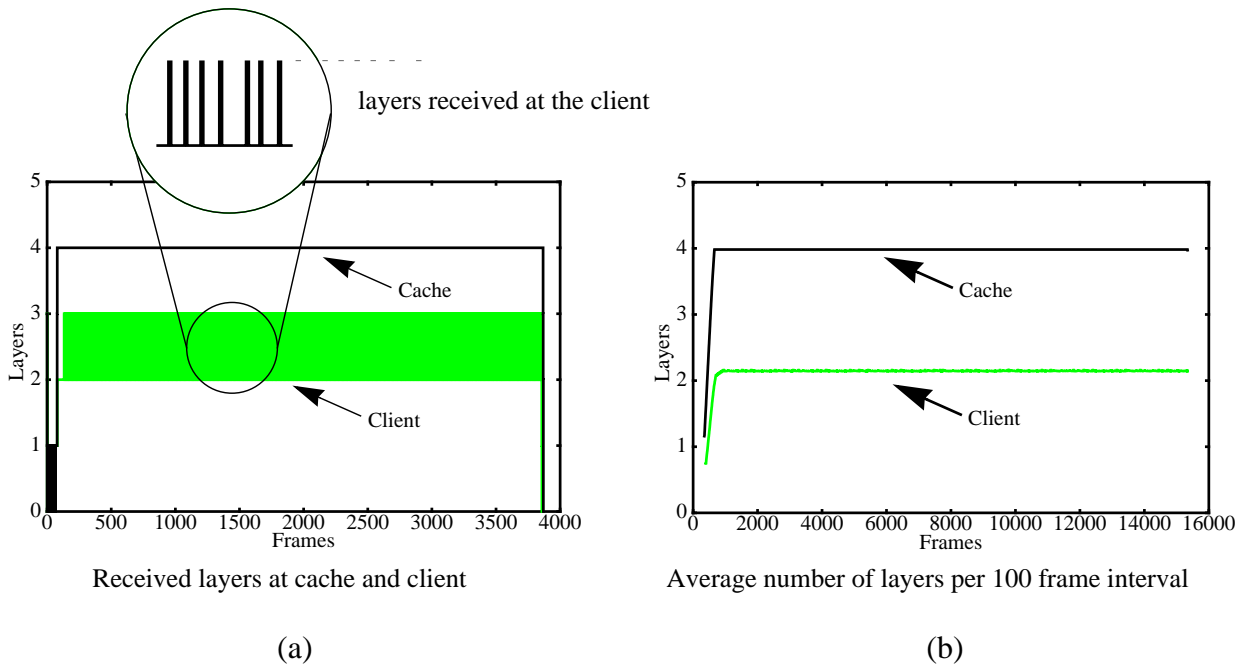 layers received at the client
5
4
3
2
1
0
Layers
Cache
Client
0 500 1000 1500 2000 2500 3000 3500 4000
Frames
Received layers at cache and client
(a)
5
4
3
2
1
0
Layers
Cache
Client
0 2000 4000 6000 8000 10000 12000 14000 16000
Frames
Average number of layers per 100 frame interval
(b)